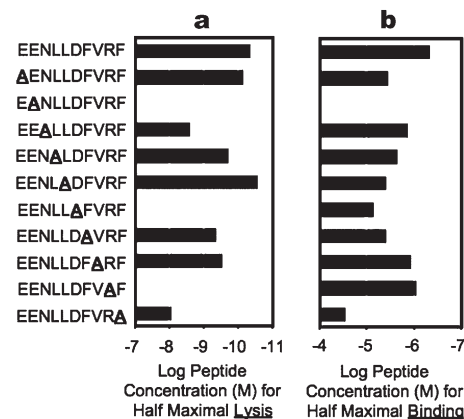 a b
EENLLDFVRF
AENLLDFVRF
EANLLDFVRF
EEALLDFVRF
EENALDFVRF
EENLADFVRF
EENLLAFVRF
EENLLDAVRF
EENLLDFARF
EENLLDFVAF
EENLLDFVRA
-7 -8 -9 -10 -11 -4 -5 -6 -7
Log Peptide Log Peptide
Concentration (M) for Concentration (M) for
Half Maximal Lysis Half Maximal Binding